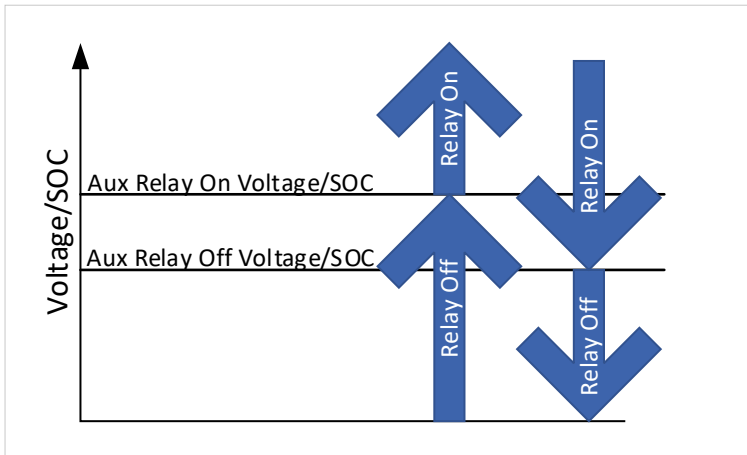 Voltage/SOC
Aux Relay On Voltage/SOC
Aux Relay Off Voltage/SOC
Relay On
Relay Off
Relay On
Relay Off